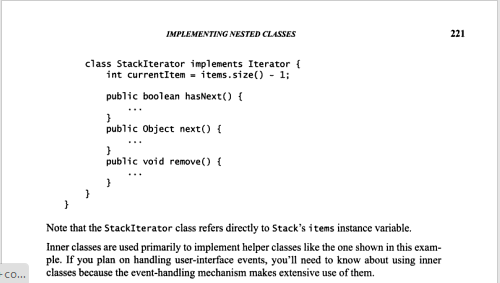 IMPLEMENTING NESTED CLASSES 221
class StackIterator implements Iterator {
int currentItem = items.size() - 1;
public boolean hasNext() {
...
}
public Object next() {
...
}
public void remove() {
...
}
}
}
Note that the StackIterator class refers directly to Stack's items instance variable.
Inner classes are used primarily to implement helper classes like the one shown in this exam-
ple. If you plan on handling user-interface events, you'll need to know about using inner
classes because the event-handling mechanism makes extensive use of them.
co...